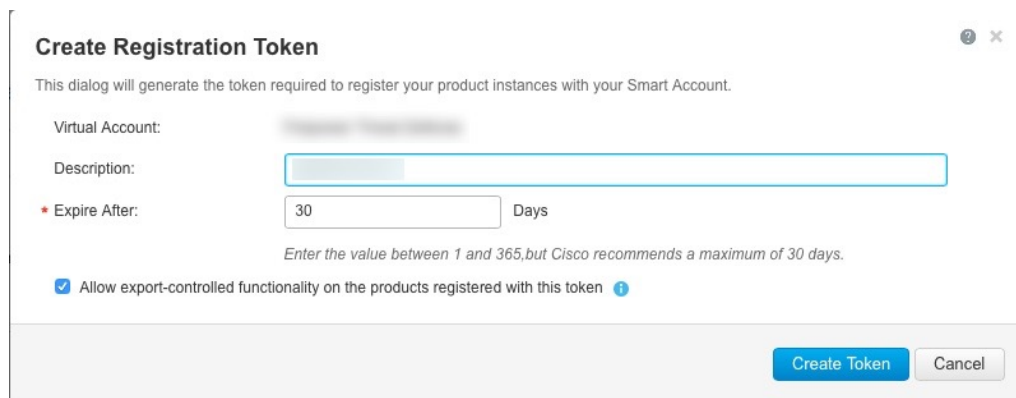 Create Registration Token
This dialog will generate the token required to register your product instances with your Smart Account.
Virtual Account:
Description:
* Expire After: 30 Days
Enter the value between 1 and 365,but Cisco recommends a maximum of 30 days.
Allow export-controlled functionality on the products registered with this token
Create Token Cancel